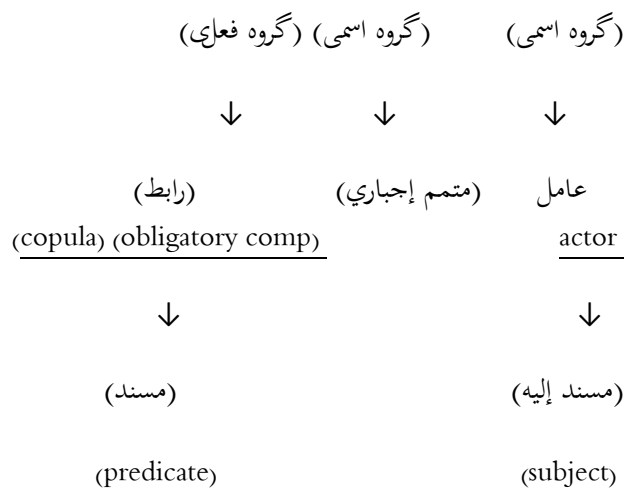 (گروه اسمی) (گروه اسمی) (گروه فعلی)
↓ ↓ ↓
عامل (متمم إجباري) (رابط)
(copula) (obligatory comp) actor
↓ ↓
(مسند إليه) (مسند)
(predicate) (subject)